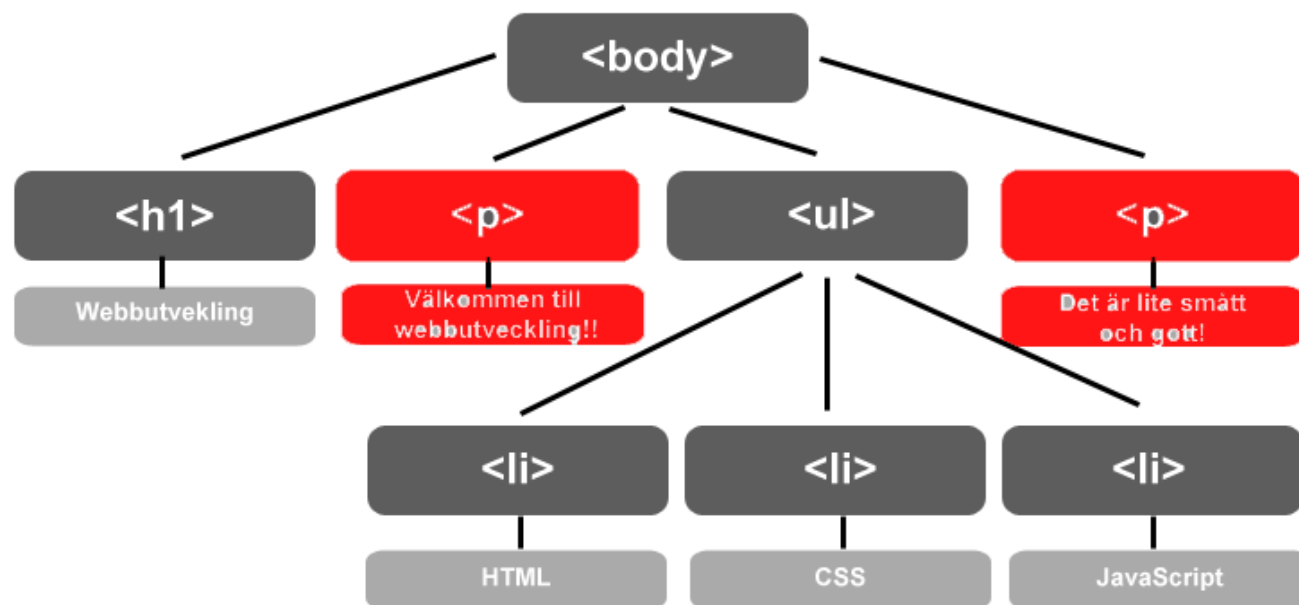 <body>
<h1>
<p>
<ul>
<p>
Webbutvekling
Välkommen till
webbutveckling!!
Det är lite smått
och gott!
<li>
<li>
<li>
HTML
CSS
JavaScript